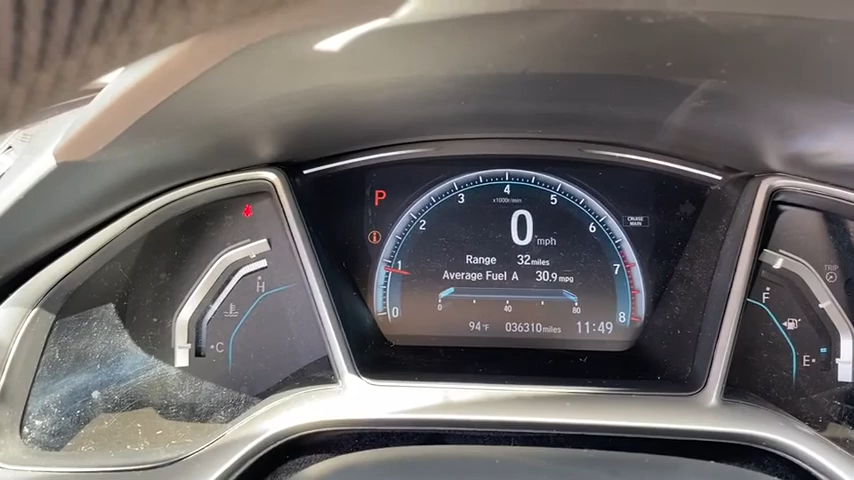 P
0 1 2 3 4 5 6 7 8
x1000r/min
0 mph
CRUISE
MAIN
Range 32 miles
Average Fuel A 30.9 mpg
0 40 80
94°F 036310 miles 11:49
H
C
TRIP
F
E